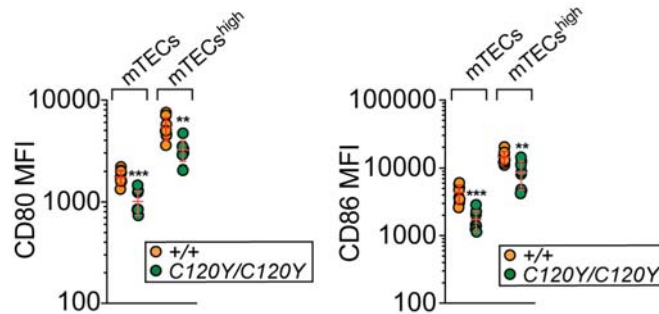 mTECs
mTECs^high
CD80 MFI
10000
1000
100
***
**
+/+
C120Y/C120Y
mTECs
mTECs^high
CD86 MFI
100000
10000
1000
100
***
**
+/+
C120Y/C120Y